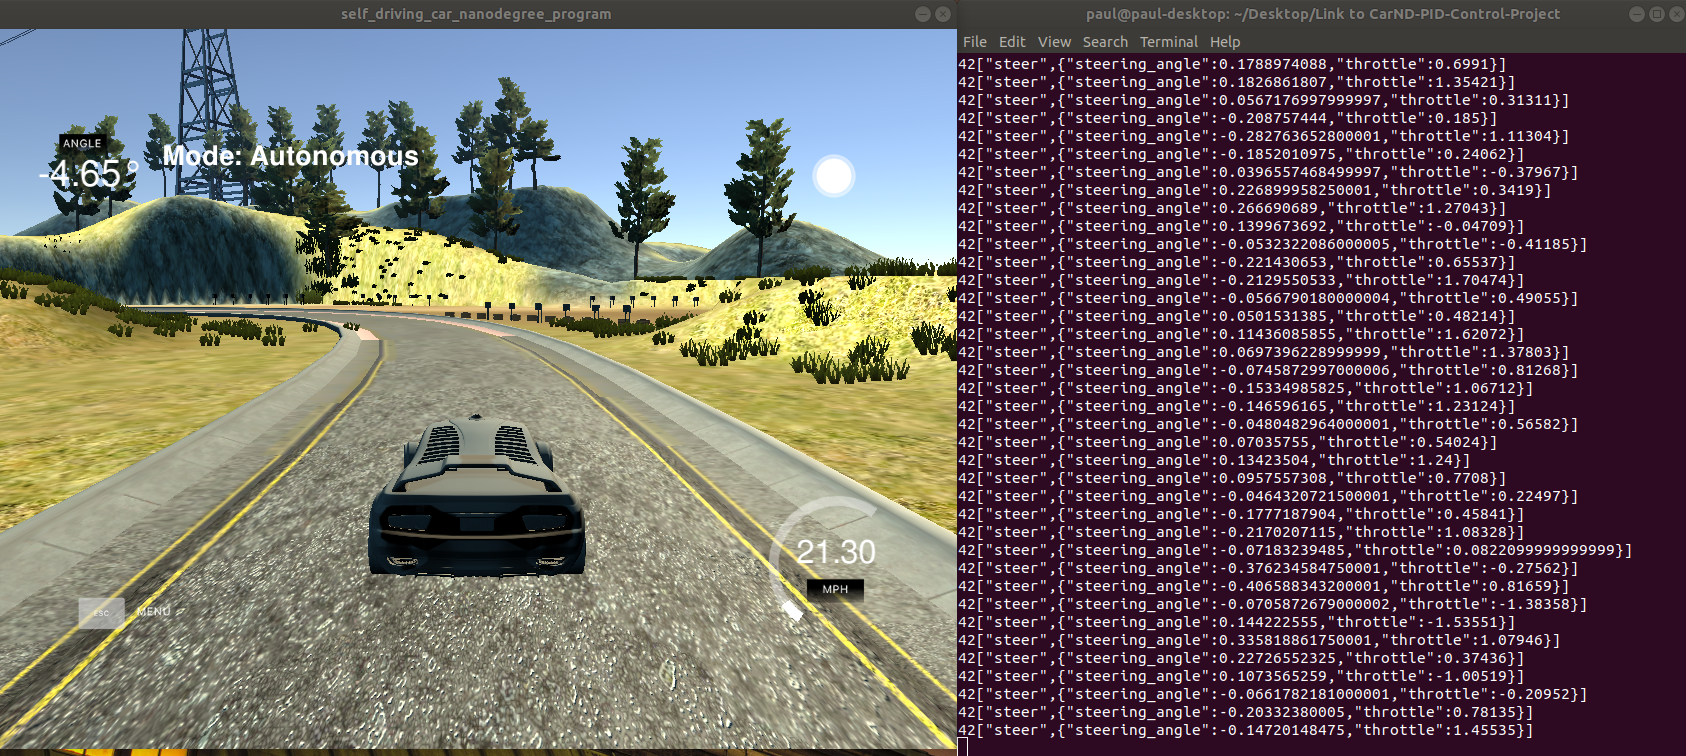 self_driving_car_nanodegree_program
ANGLE
-4.65°
Mode: Autonomous
21.30
MPH
esc
MENU
paul@paul-desktop: ~/Desktop/Link to CarND-PID-Control-Project
File Edit View Search Terminal Help
42["steer",{"steering_angle":0.1788974088,"throttle":0.6991}]
42["steer",{"steering_angle":0.1826861807,"throttle":1.35421}]
42["steer",{"steering_angle":0.0567176997999997,"throttle":0.31311}]
42["steer",{"steering_angle":-0.208757444,"throttle":0.185}]
42["steer",{"steering_angle":-0.282763652800001,"throttle":1.11304}]
42["steer",{"steering_angle":-0.1852010975,"throttle":0.24062}]
42["steer",{"steering_angle":0.0396557468499997,"throttle":-0.37967}]
42["steer",{"steering_angle":0.226899958250001,"throttle":0.3419}]
42["steer",{"steering_angle":0.266690689,"throttle":1.27043}]
42["steer",{"steering_angle":0.1399673692,"throttle":-0.04709}]
42["steer",{"steering_angle":-0.0532322086000005,"throttle":-0.41185}]
42["steer",{"steering_angle":-0.221430653,"throttle":0.65537}]
42["steer",{"steering_angle":-0.2129550533,"throttle":1.70474}]
42["steer",{"steering_angle":-0.0566790180000004,"throttle":0.49055}]
42["steer",{"steering_angle":0.0501531385,"throttle":0.48214}]
42["steer",{"steering_angle":0.11436085855,"throttle":1.62072}]
42["steer",{"steering_angle":0.0697396228999999,"throttle":1.37803}]
42["steer",{"steering_angle":-0.0745872997000006,"throttle":0.81268}]
42["steer",{"steering_angle":-0.15334985825,"throttle":1.06712}]
42["steer",{"steering_angle":-0.146596165,"throttle":1.23124}]
42["steer",{"steering_angle":-0.0480482964000001,"throttle":0.56582}]
42["steer",{"steering_angle":0.07035755,"throttle":0.54024}]
42["steer",{"steering_angle":0.13423504,"throttle":1.24}]
42["steer",{"steering_angle":0.0957557308,"throttle":0.7708}]
42["steer",{"steering_angle":-0.0464320721500001,"throttle":0.22497}]
42["steer",{"steering_angle":-0.1777187904,"throttle":0.45841}]
42["steer",{"steering_angle":-0.2170207115,"throttle":1.08328}]
42["steer",{"steering_angle":-0.07183239485,"throttle":0.0822099999999999}]
42["steer",{"steering_angle":-0.376234584750001,"throttle":-0.27562}]
42["steer",{"steering_angle":-0.406588343200001,"throttle":0.81659}]
42["steer",{"steering_angle":-0.0705872679000002,"throttle":-1.38358}]
42["steer",{"steering_angle":0.144222555,"throttle":-1.53551}]
42["steer",{"steering_angle":0.335818861750001,"throttle":1.07946}]
42["steer",{"steering_angle":0.22726552325,"throttle":0.37436}]
42["steer",{"steering_angle":0.1073565259,"throttle":-1.00519}]
42["steer",{"steering_angle":-0.0661782181000001,"throttle":-0.20952}]
42["steer",{"steering_angle":-0.20332380005,"throttle":0.78135}]
42["steer",{"steering_angle":-0.14720148475,"throttle":1.45535}]